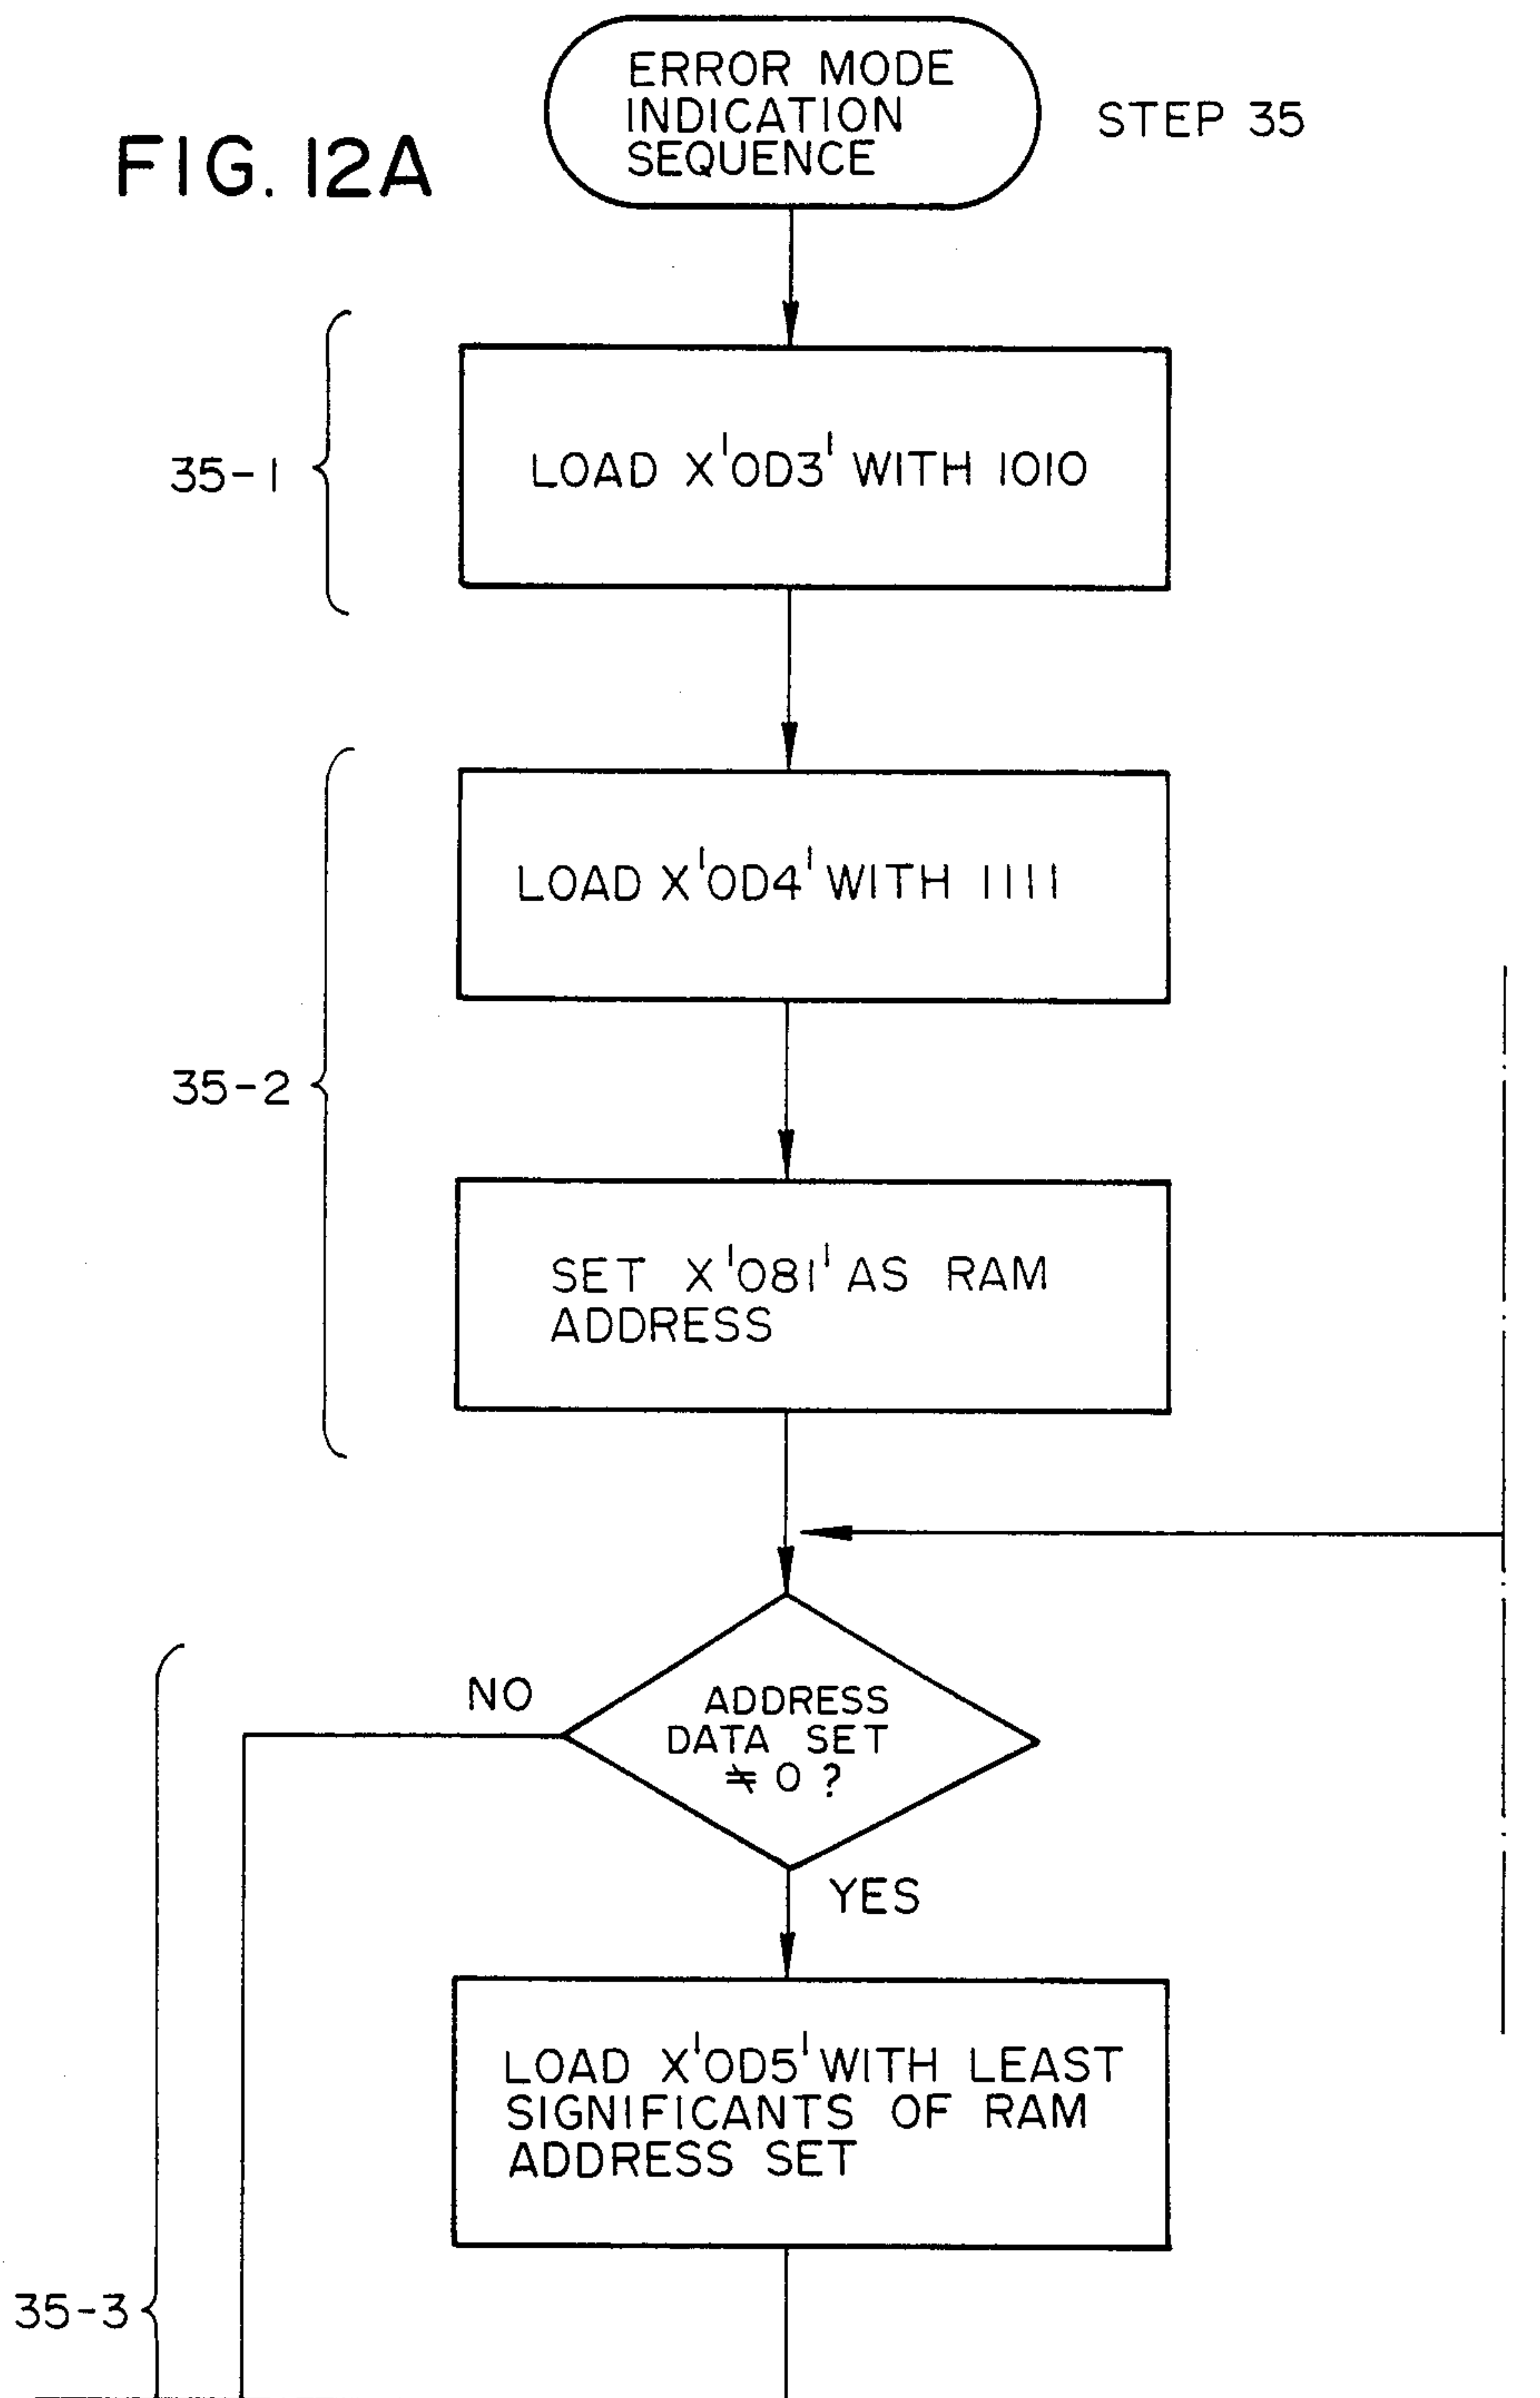 ERROR MODE
INDICATION
SEQUENCE
STEP 35
FIG. 12A
35-1
LOAD X'0D3' WITH 1010
LOAD X'0D4' WITH 1111
35-2
SET X'081' AS RAM
ADDRESS
NO
ADDRESS
DATA SET
≠ 0 ?
YES
LOAD X'0D5' WITH LEAST
SIGNIFICANTS OF RAM
ADDRESS SET
35-3